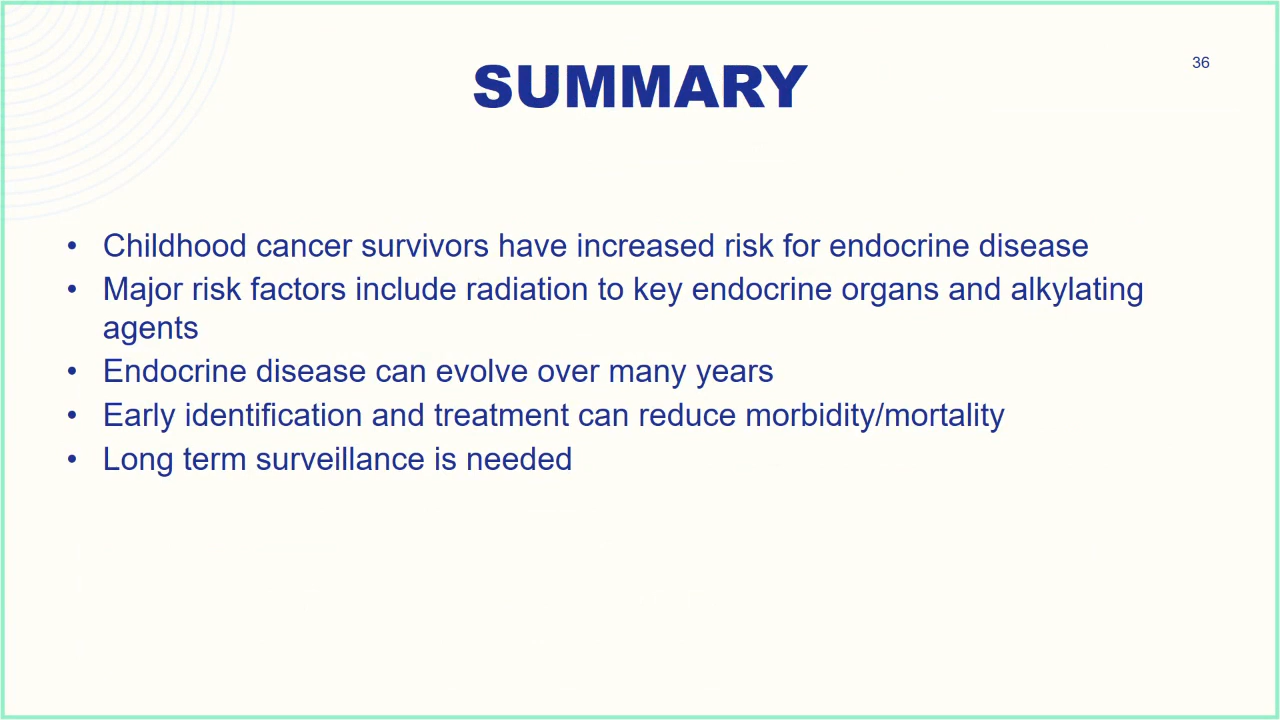 36
SUMMARY
• Childhood cancer survivors have increased risk for endocrine disease
• Major risk factors include radiation to key endocrine organs and alkylating
agents
• Endocrine disease can evolve over many years
• Early identification and treatment can reduce morbidity/mortality
• Long term surveillance is needed